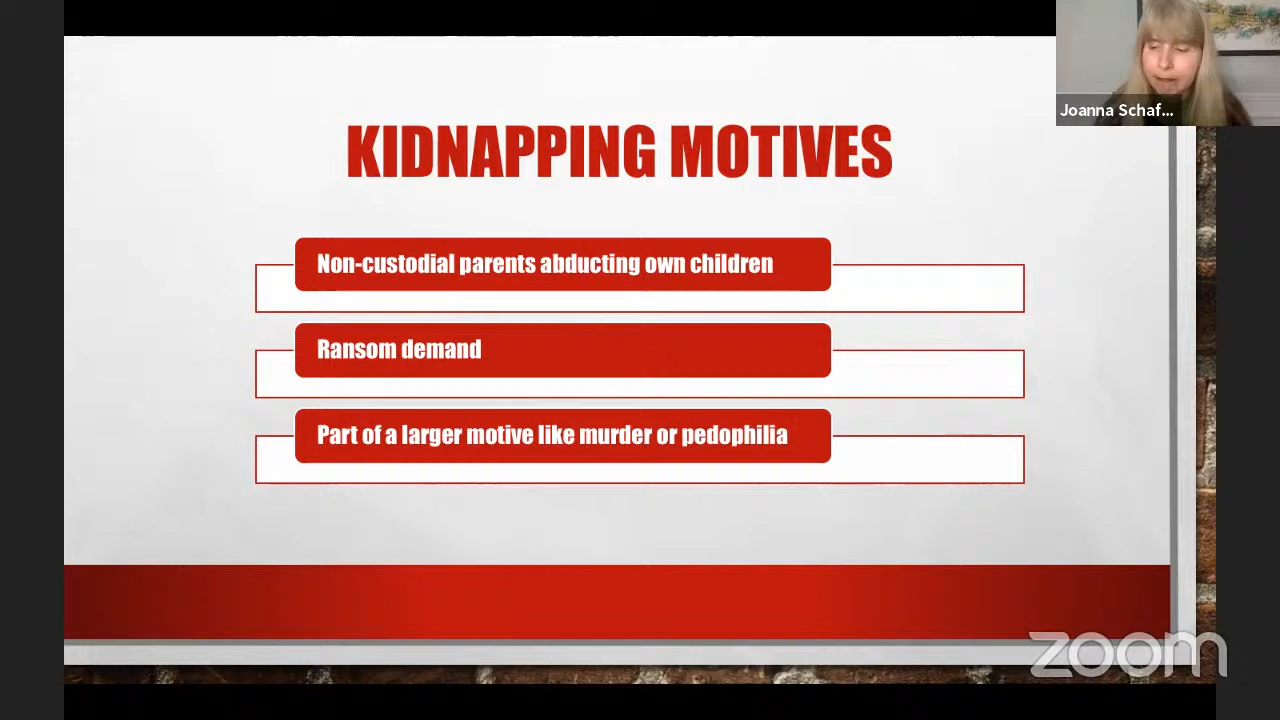 Joanna Schaf...
KIDNAPPING MOTIVES
Non-custodial parents abducting own children
Ransom demand
Part of a larger motive like murder or pedophilia
zoom